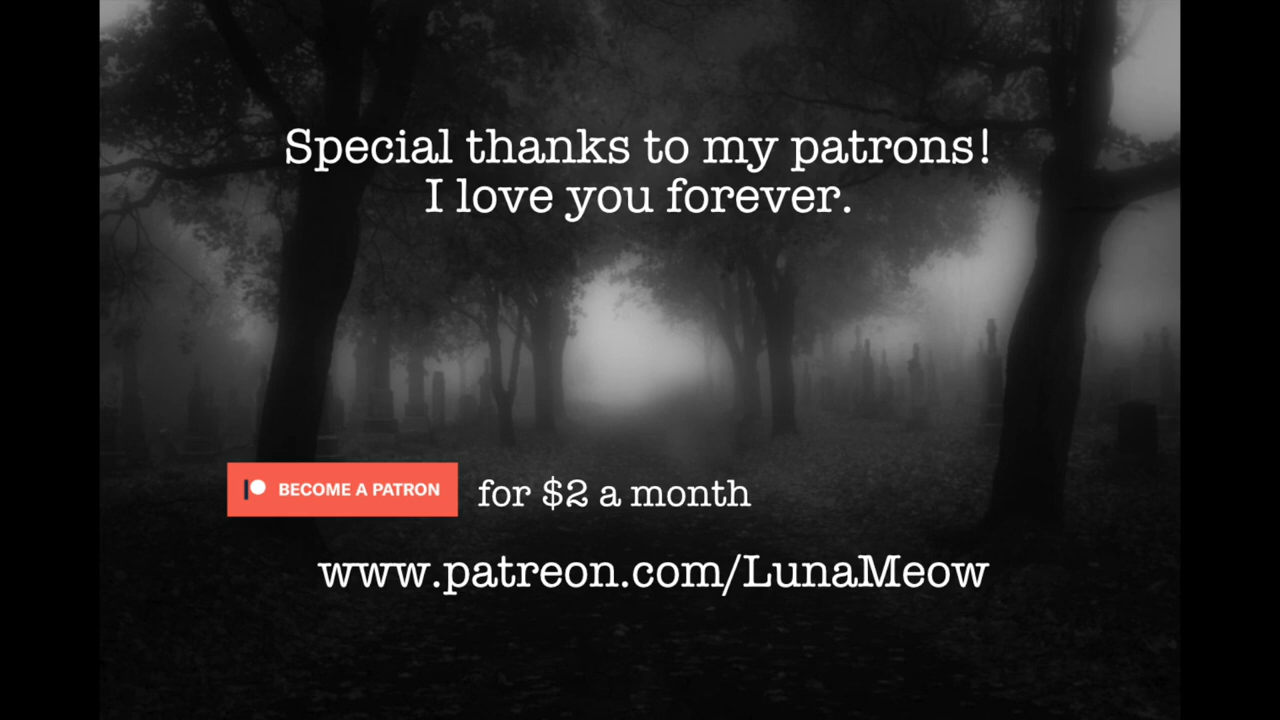 Special thanks to my patrons!
I love you forever.
BECOME A PATRON for $2 a month
www.patreon.com/LunaMeow